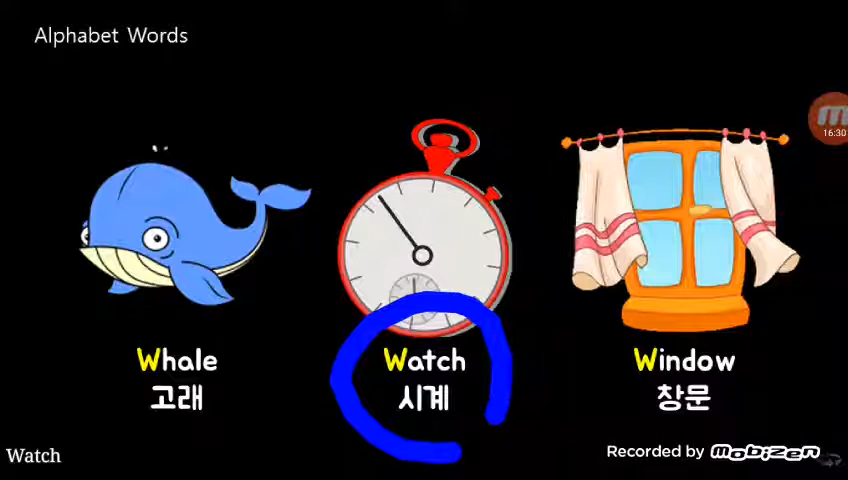 Alphabet Words
16:30
Whale
Watch
Window
고래
시계
창문
Watch
Recorded by MOBIZEN